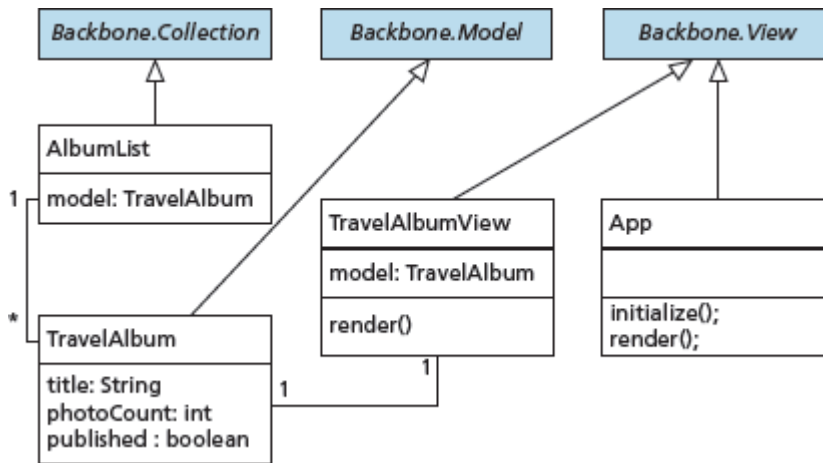 Backbone.Collection
Backbone.Model
Backbone.View
AlbumList
model: TravelAlbum
1
*
TravelAlbumView
model: TravelAlbum
render()
App
initialize();
render();
TravelAlbum
title: String
photoCount: int
published : boolean
1
1